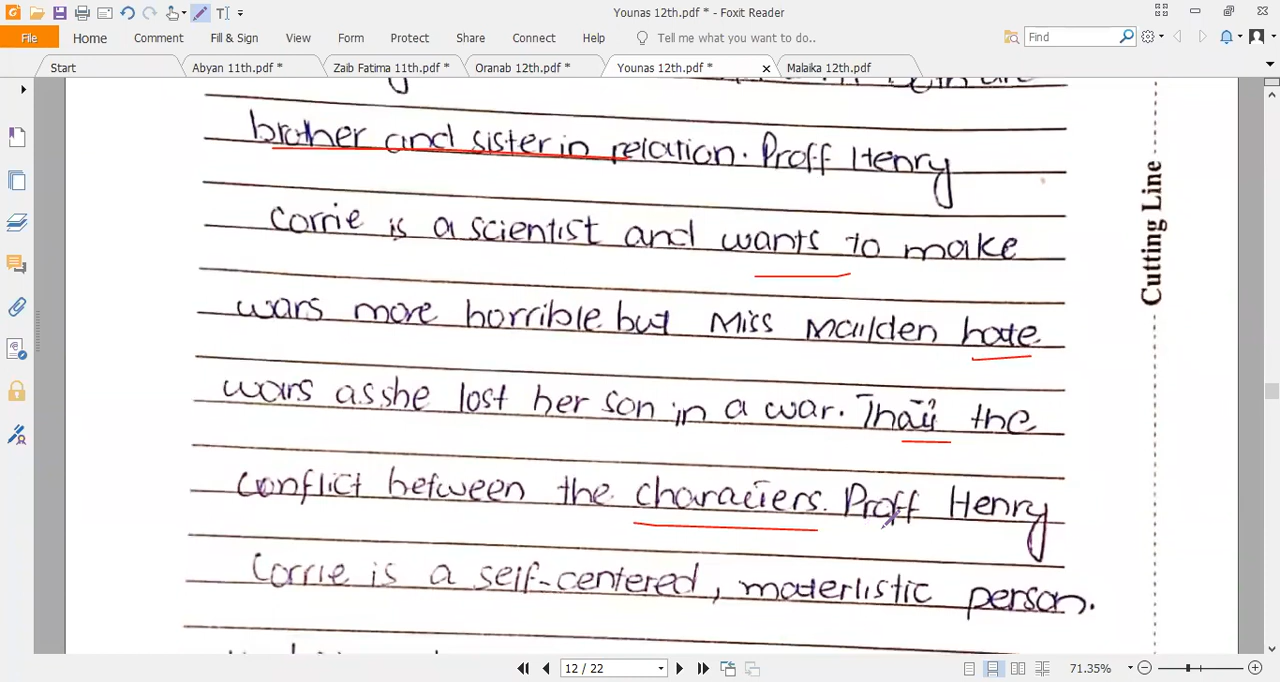 Younas 12th.pdf * - Foxit Reader
File Home Comment Fill & Sign View Form Protect Share Connect Help Tell me what you want to do.. Find
Start Abyan 11th.pdf * Zaib Fatima 11th.pdf * Oranab 12th.pdf * Younas 12th.pdf * Malaika 12th.pdf
brother and sister in relation. Proff Henry
Corrie is a scientist and wants to make
wars more horrible but Miss Mailden hate
wars as she lost her son in a war. the
conflict between the characters. Proff Henry
Corrie is a self-centered, materlistic person.
Cutting Line
12 / 22
71.35%